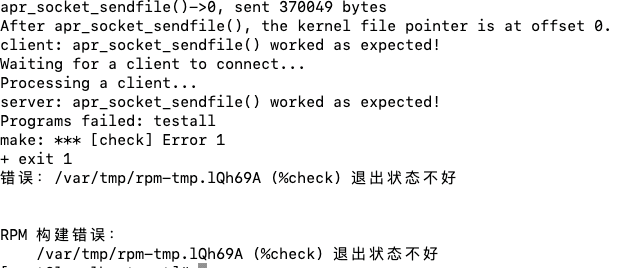 apr_socket_sendfile()->0, sent 370049 bytes
After apr_socket_sendfile(), the kernel file pointer is at offset 0.
client: apr_socket_sendfile() worked as expected!
Waiting for a client to connect...
Processing a client...
server: apr_socket_sendfile() worked as expected!
Programs failed: testall
make: *** [check] Error 1
+ exit 1
错误：/var/tmp/rpm-tmp.lQh69A (%check) 退出状态不好
RPM 构建错误：
    /var/tmp/rpm-tmp.lQh69A (%check) 退出状态不好